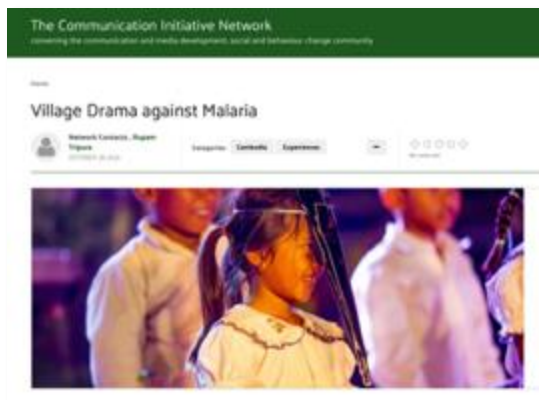 The Communication Initiative Network
convening the communication and media development, social and behaviour change community
Home
Village Drama against Malaria
Network Contacts, Rupam
Tripura
Categories: Cambodia Experiences